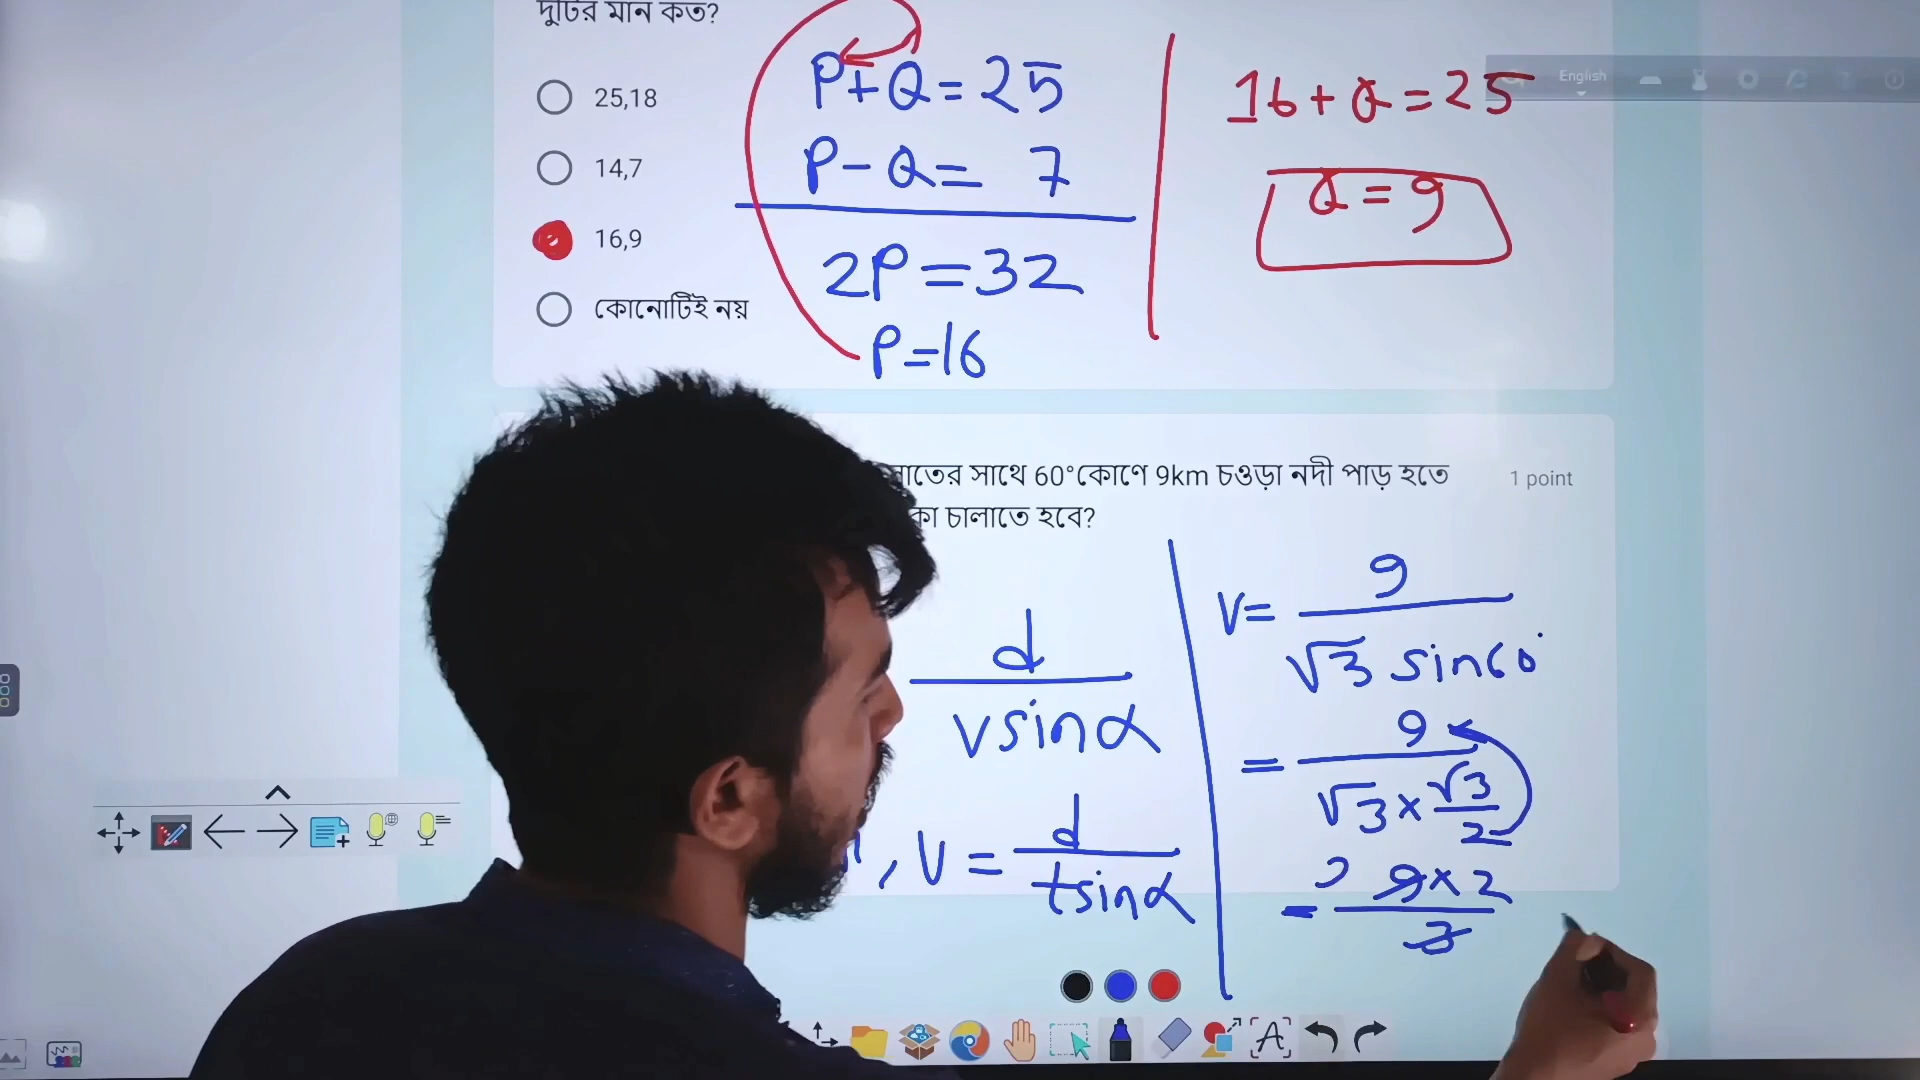 দুটির মান কত?
25,18
14,7
16,9
কোনোটিই নয়
P+Q=25
P-Q= 7
2P=32
P=16
16+Q=25
Q=9
English
সাথে 60°কোণে 9km চওড়া নদী পাড় হতে
চালাতে হবে?
1 point
d
vsinα
, V = d
tsinα
V= 9
√3 sin60°
= 9
√3×√3
2
= 3 9×2
3